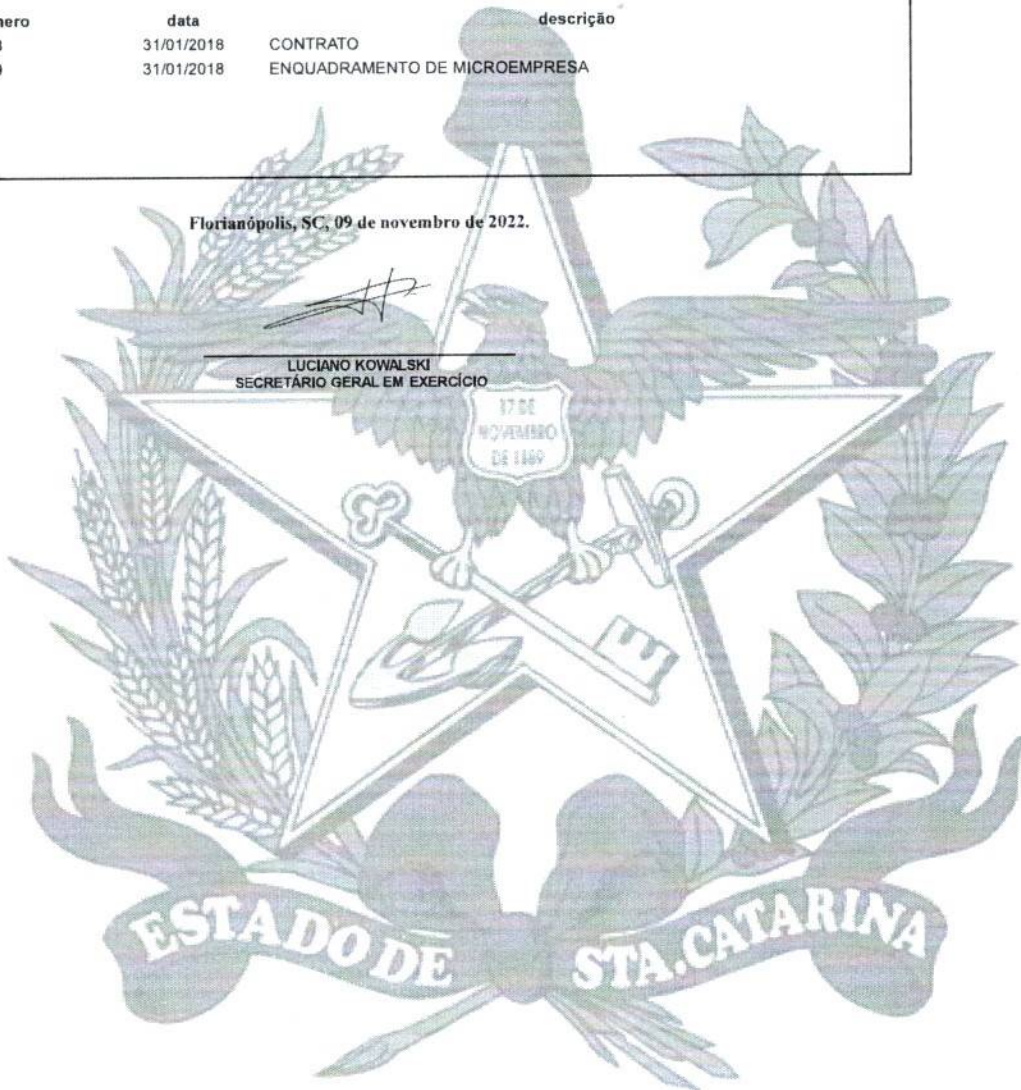 data descrição
31/01/2018 CONTRATO
31/01/2018 ENQUADRAMENTO DE MICROEMPRESA
Florianópolis, SC, 09 de novembro de 2022.
LUCIANO KOWALSKI
SECRETÁRIO GERAL EM EXERCÍCIO
17 DE
NOVEMBRO
DE 1889
ESTADO DE STA.CATARINA